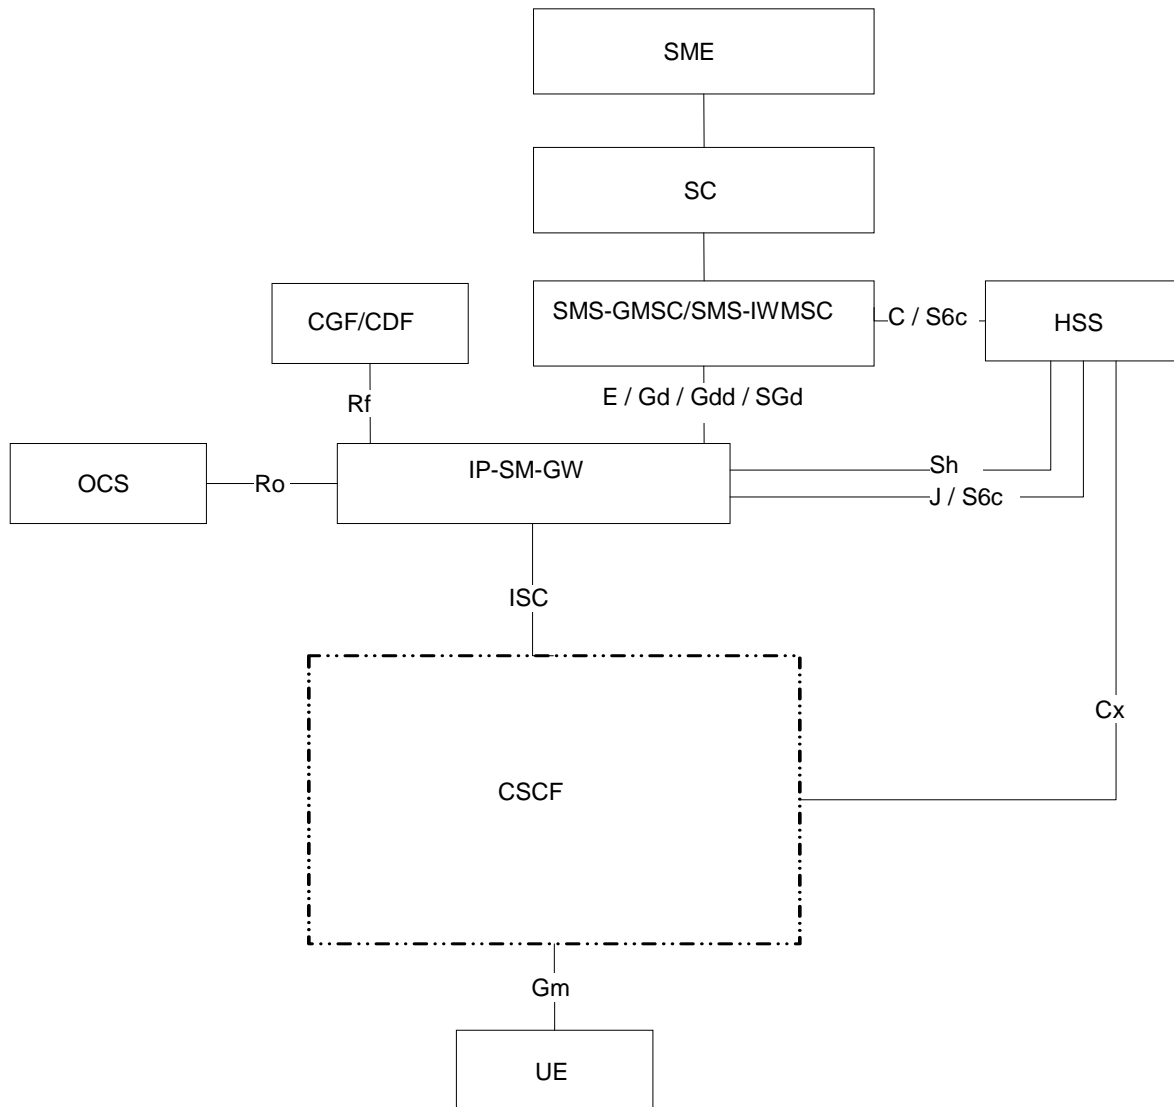 SME
SC
SMS-GMSC/SMS-IWMSC
C / S6c
HSS
CGF/CDF
Rf
E / Gd / Gdd / SGd
OCS
Ro
IP-SM-GW
Sh
J / S6c
ISC
Cx
CSCF
Gm
UE